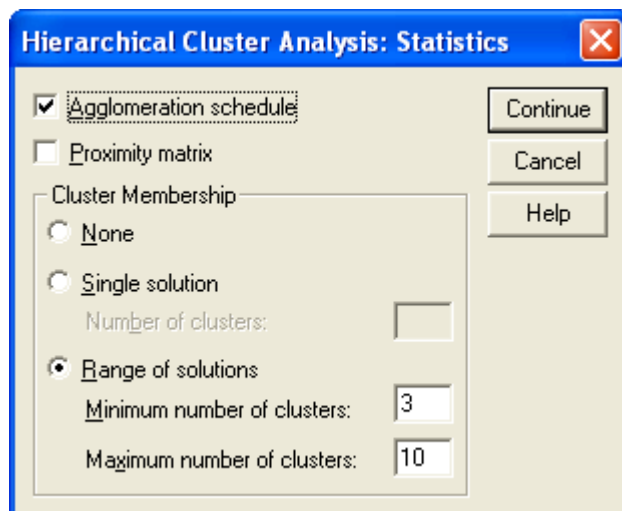 Hierarchical Cluster Analysis: Statistics
Agglomeration schedule
Continue
Proximity matrix
Cancel
Cluster Membership
Help
None
Single solution
Number of clusters:
Range of solutions
Minimum number of clusters: 3
Maximum number of clusters: 10